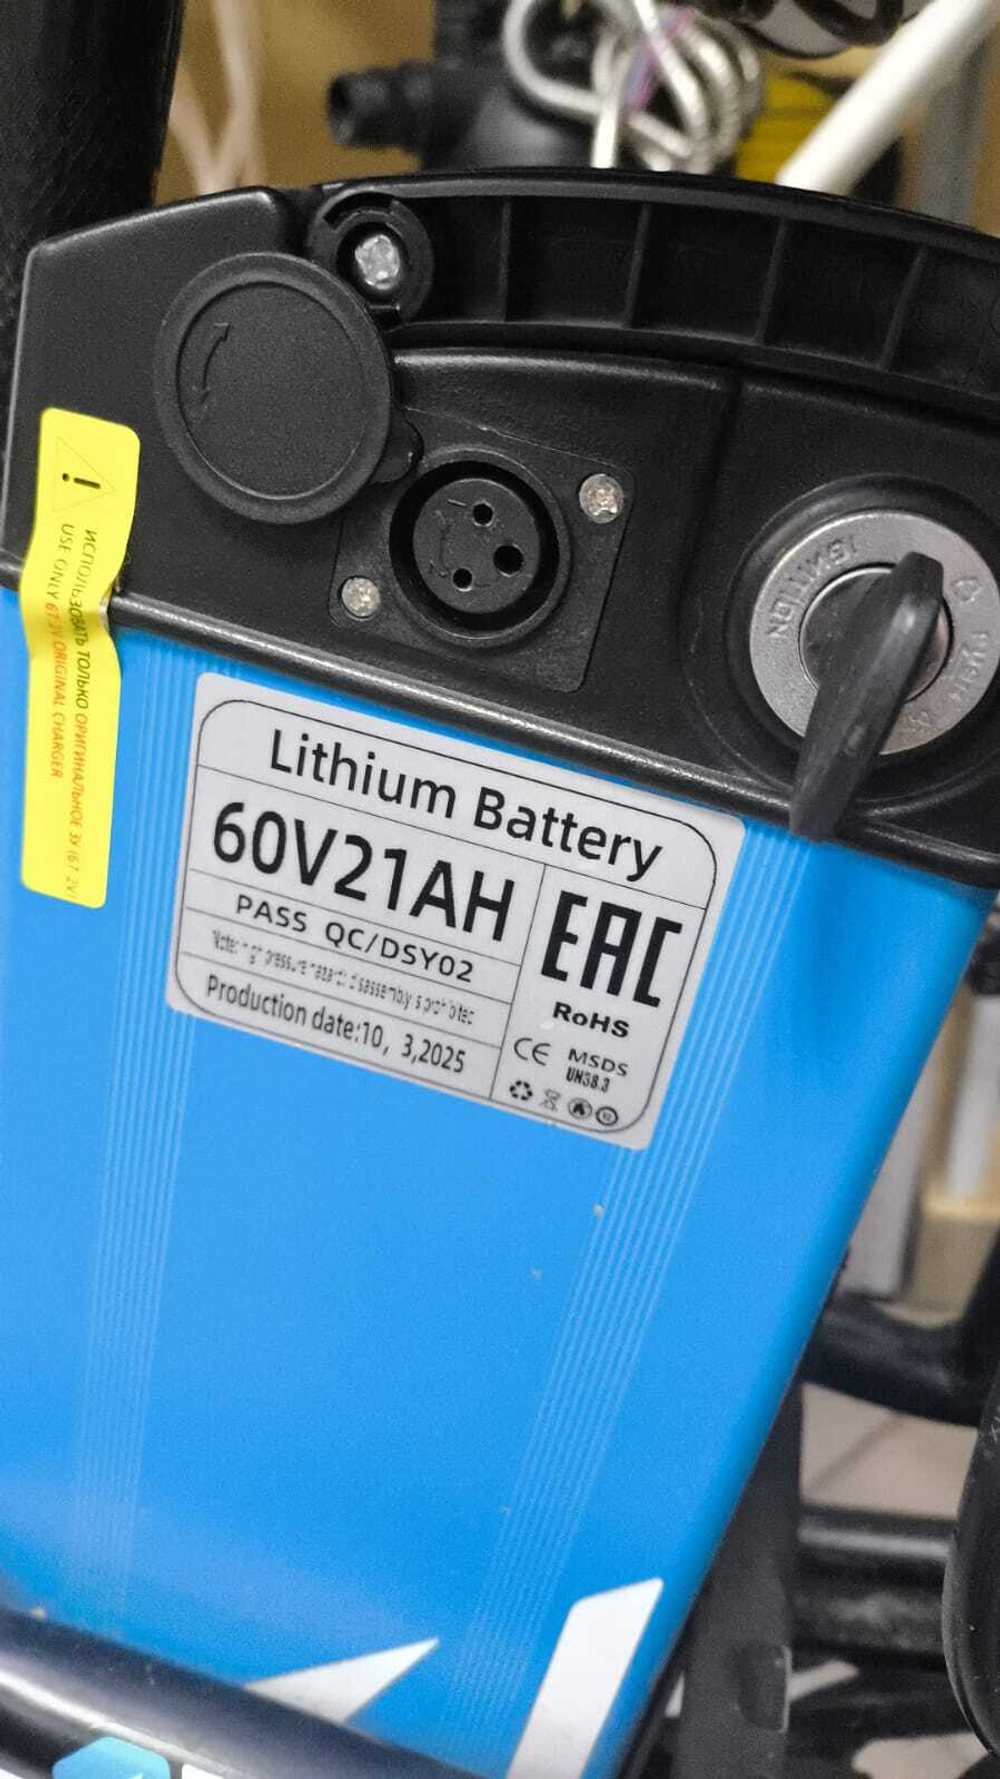 ИСПОЛЬЗОВАТЬ ТОЛЬКО ОРИГИНАЛЬНОЕ ЗУ (67.2V)
USE ONLY 67.2V ORIGINAL CHARGER
IGNITION
Lithium Battery
60V21AH
PASS QC/DSY02
Production date:10, 3,2025
EAC
RoHS
CE MSDS
UN38.3